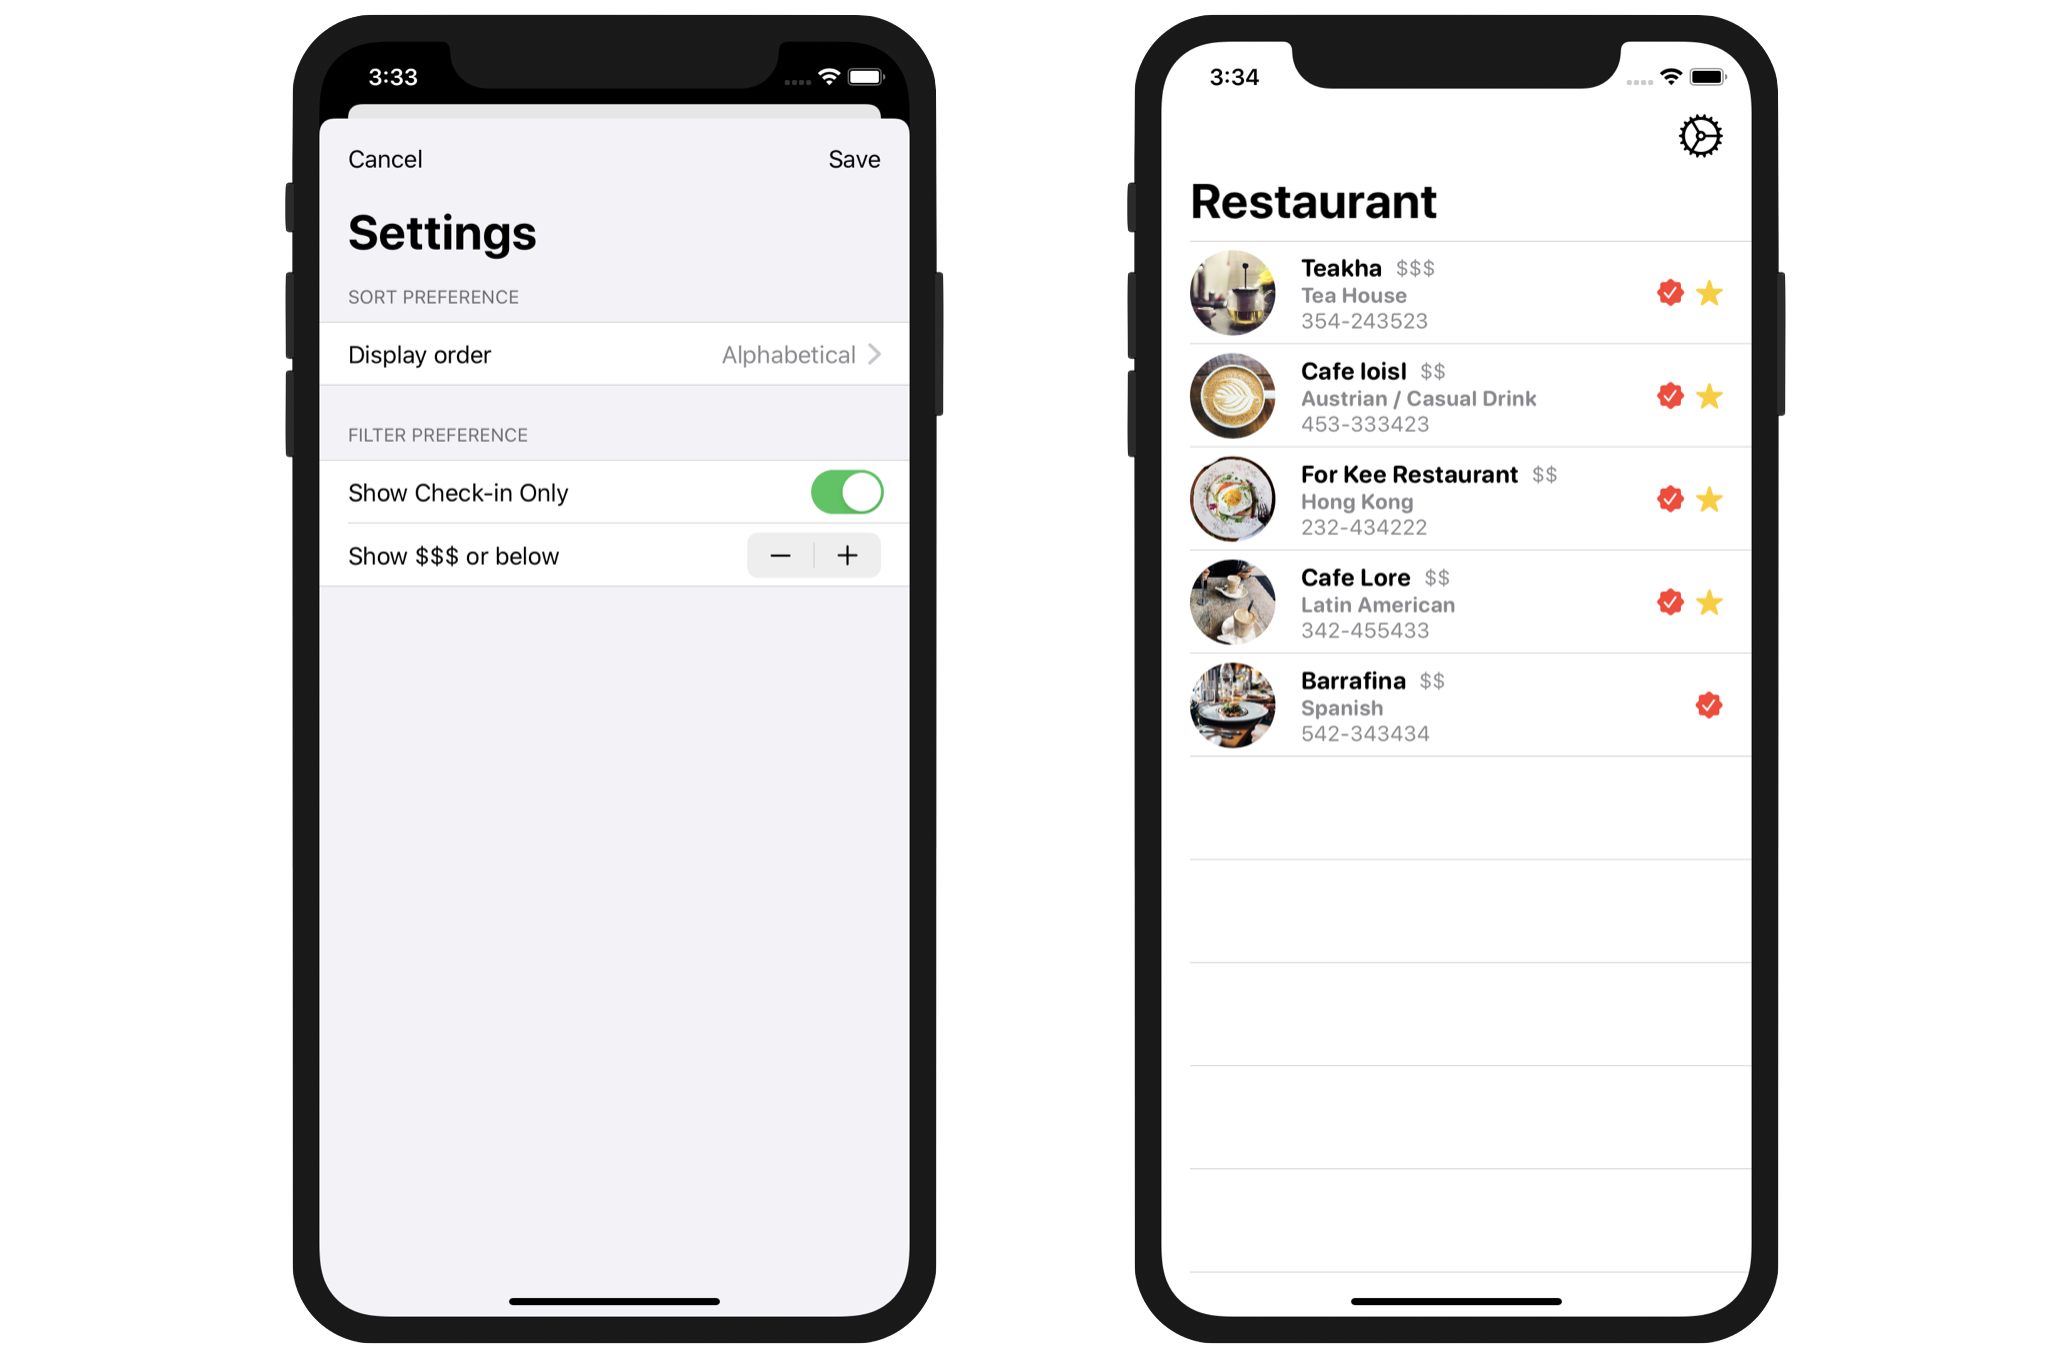 3:33
Cancel
Save
Settings
SORT PREFERENCE
Display order
Alphabetical
FILTER PREFERENCE
Show Check-in Only
Show $$$ or below
3:34
Restaurant
Teakha $$$
Tea House
354-243523
Cafe loisl $$
Austrian / Casual Drink
453-333423
For Kee Restaurant $$
Hong Kong
232-434222
Cafe Lore $$
Latin American
342-455433
Barrafina $$
Spanish
542-343434